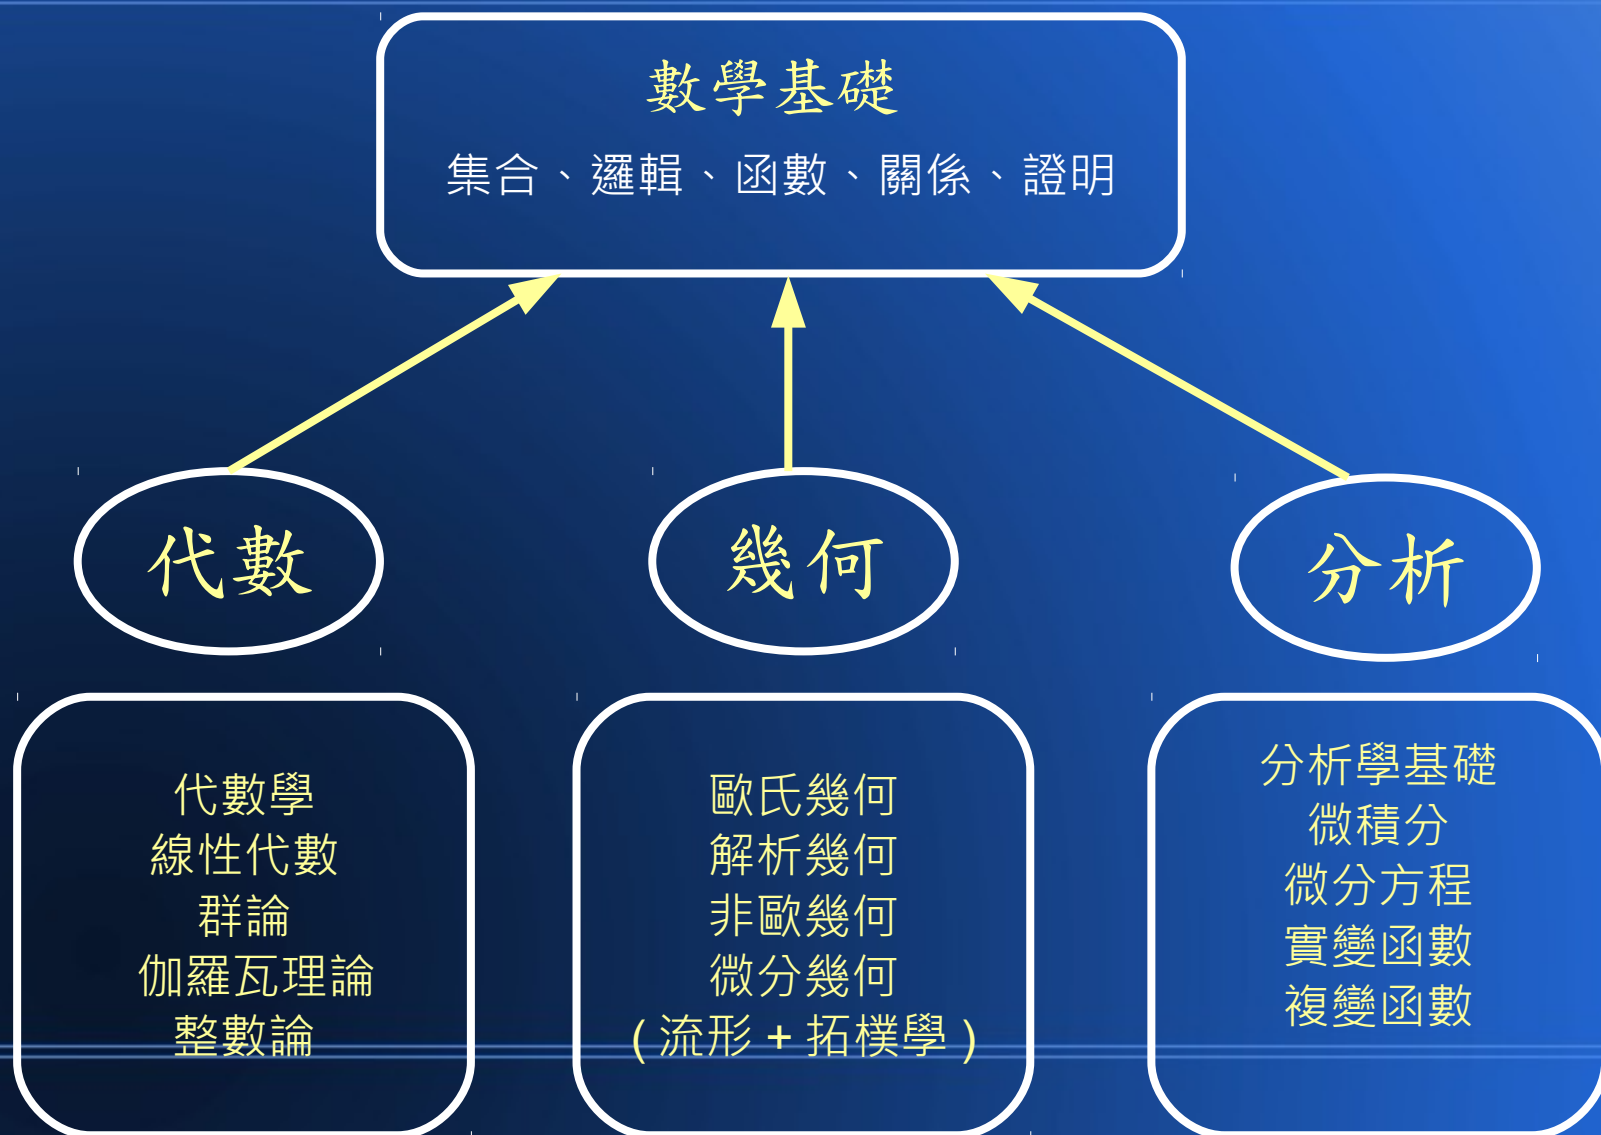 數學基礎
集合、邏輯、函數、關係、證明
代數
幾何
分析
代數學
線性代數
群論
伽羅瓦理論
整數論
歐氏幾何
解析幾何
非歐幾何
微分幾何
( 流形 + 拓樸學 )
分析學基礎
微積分
微分方程
實變函數
複變函數